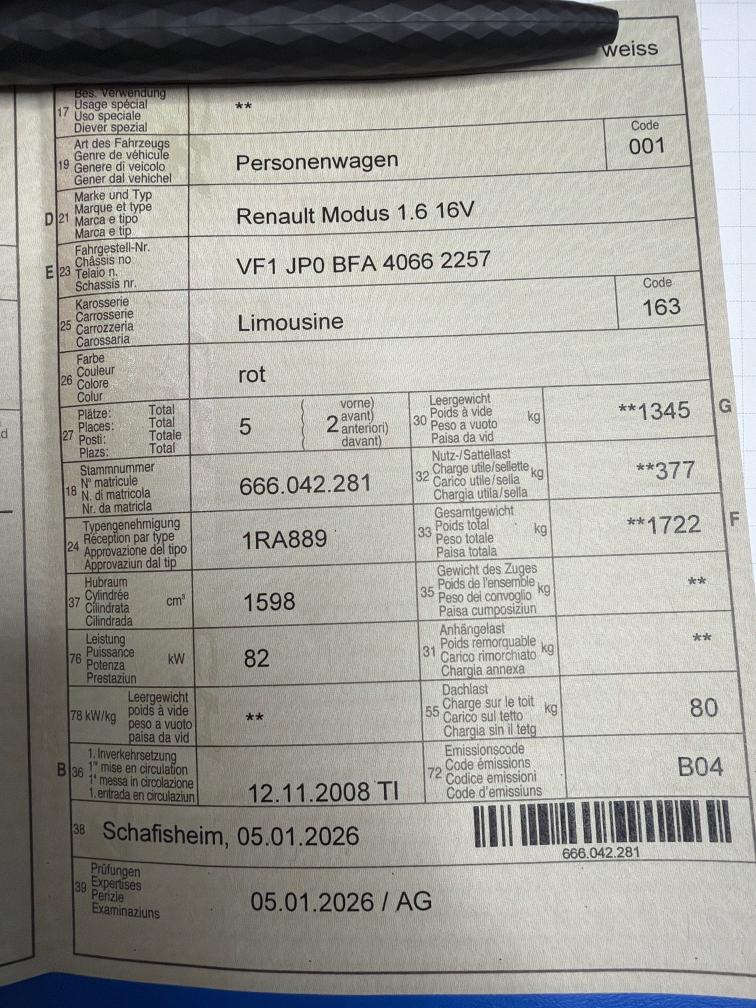 weiss
17 Bes. Verwendung
Usage spécial
Uso speciale
Diever spezial
**
19 Art des Fahrzeugs
Genre de véhicule
Genere di veicolo
Gener dal vehichel
Personenwagen
Code
001
D 21 Marke und Typ
Marque et type
Marca e tipo
Marca e tip
Renault Modus 1.6 16V
E 23 Fahrgestell-Nr.
Châssis no
Telaio n.
Schassis nr.
VF1 JP0 BFA 4066 2257
25 Karosserie
Carrosserie
Carrozzeria
Carossaria
Limousine
Code
163
26 Farbe
Couleur
Colore
Colur
rot
27 Plätze: Total
Places: Total
Posti: Totale
Plazs: Total
5
2 vorne)
avant)
anteriori)
davant)
30 Leergewicht
Poids à vide
Peso a vuoto
Paisa da vid
kg
**1345
G
18 Stammnummer
N° matricule
N. di matricola
Nr. da matricla
666.042.281
32 Nutz-/Sattellast
Charge utile/sellette
Carico utile/sella
Chargia utila/sella
kg
**377
24 Typengenehmigung
Réception par type
Approvazione del tipo
Approvaziun dal tip
1RA889
33 Gesamtgewicht
Poids total
Peso totale
Paisa totala
kg
**1722
F
37 Hubraum
Cylindrée
Cilindrata
Cilindrada
cm³
1598
35 Gewicht des Zuges
Poids de l'ensemble
Peso del convoglio
Paisa cumposiziun
kg
**
76 Leistung
Puissance
Potenza
Prestaziun
kW
82
31 Anhängelast
Poids remorquable
Carico rimorchiato
Chargia annexa
kg
**
78 kW/kg
Leergewicht
poids à vide
peso a vuoto
paisa da vid
**
55 Dachlast
Charge sur le toit
Carico sul tetto
Chargia sin il tetg
kg
80
B 36 1. Inverkehrsetzung
1re mise en circulation
1a messa in circolazione
1. entrada en circulaziun
12.11.2008 TI
72 Emissionscode
Code émissions
Codice emissioni
Code d'emissiuns
B04
38 Schafisheim, 05.01.2026
666.042.281
39 Prüfungen
Expertises
Perizie
Examinaziuns
05.01.2026 / AG
d